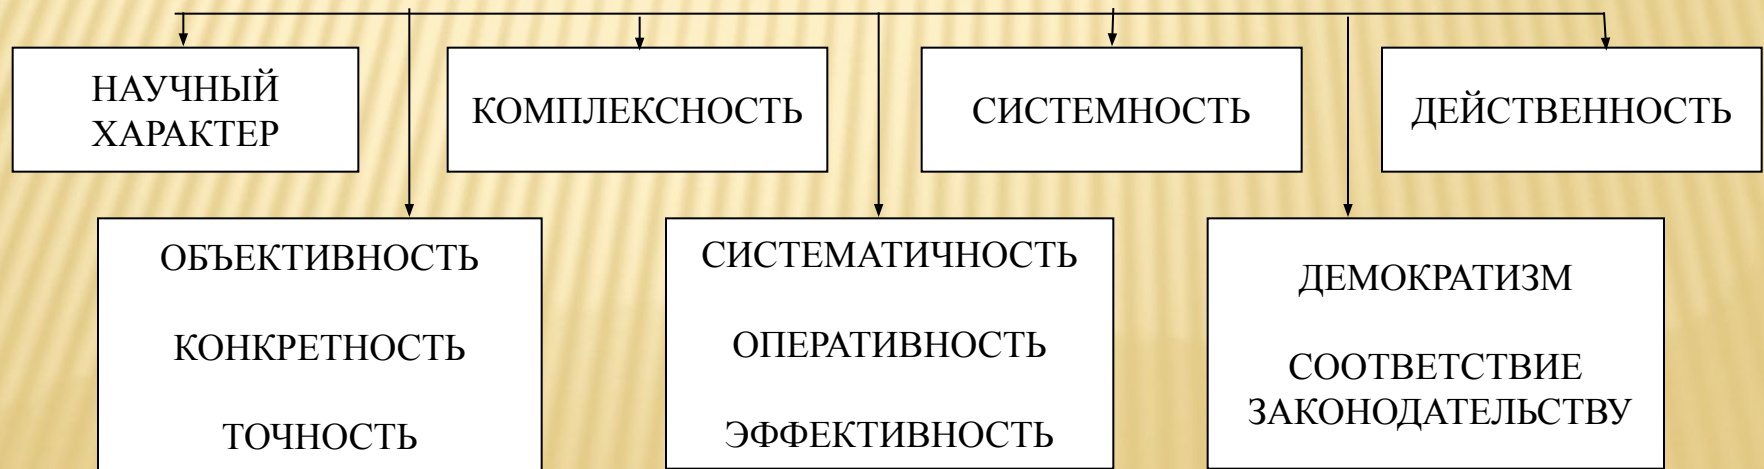 НАУЧНЫЙ
ХАРАКТЕР
КОМПЛЕКСНОСТЬ
СИСТЕМНОСТЬ
ДЕЙСТВЕННОСТЬ
ОБЪЕКТИВНОСТЬ
КОНКРЕТНОСТЬ
ТОЧНОСТЬ
СИСТЕМАТИЧНОСТЬ
ОПЕРАТИВНОСТЬ
ЭФФЕКТИВНОСТЬ
ДЕМОКРАТИЗМ
СООТВЕТСТВИЕ
ЗАКОНОДАТЕЛЬСТВУ